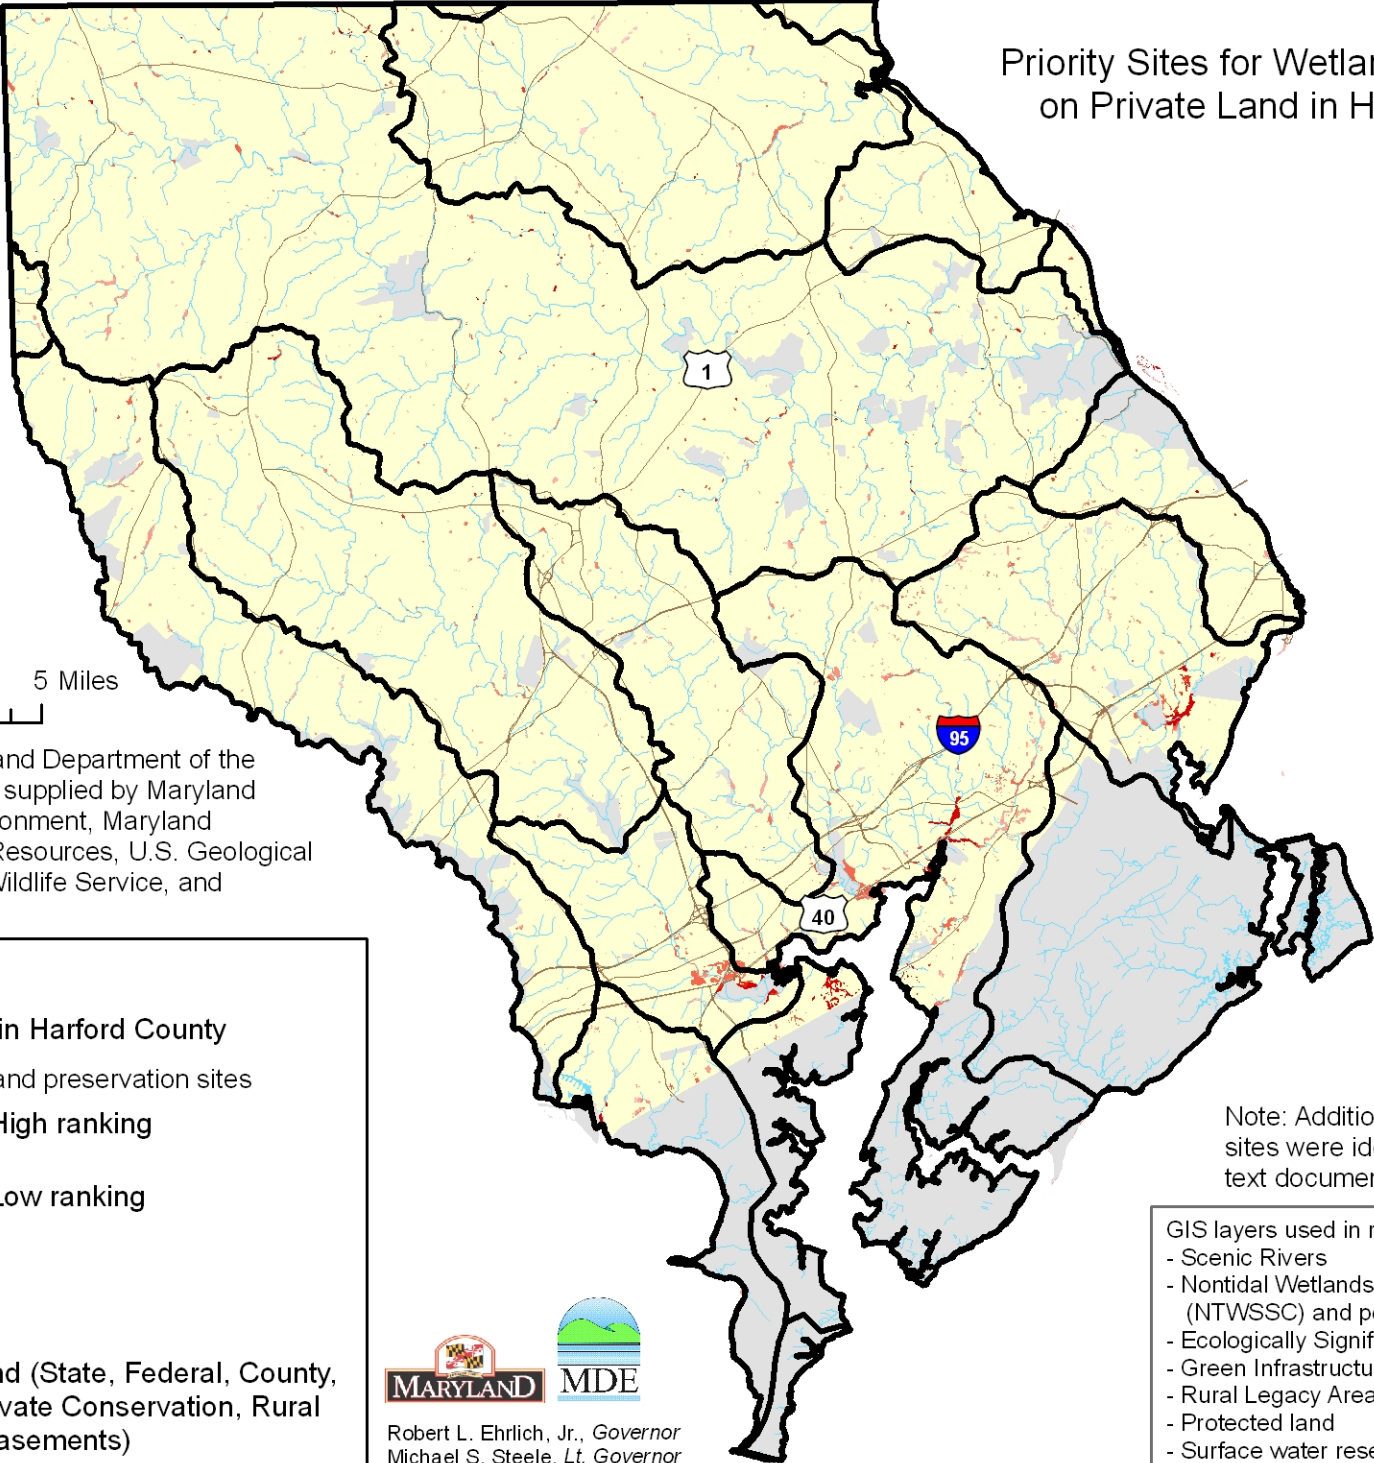 Priority Sites for Wetlan
on Private Land in H
1
5 Miles
and Department of the
supplied by Maryland
onment, Maryland
Resources, U.S. Geological
Wildlife Service, and
95
40
in Harford County
and preservation sites
High ranking
Low ranking
nd (State, Federal, County,
ivate Conservation, Rural
asements)
MARYLAND
MDE
Robert L. Ehrlich, Jr., Governor
Michael S. Steele, Lt. Governor
Note: Additio
sites were ide
text documen
GIS layers used in r
- Scenic Rivers
- Nontidal Wetlands
(NTWSSC) and po
- Ecologically Signif
- Green Infrastructu
- Rural Legacy Area
- Protected land
- Surface water rese